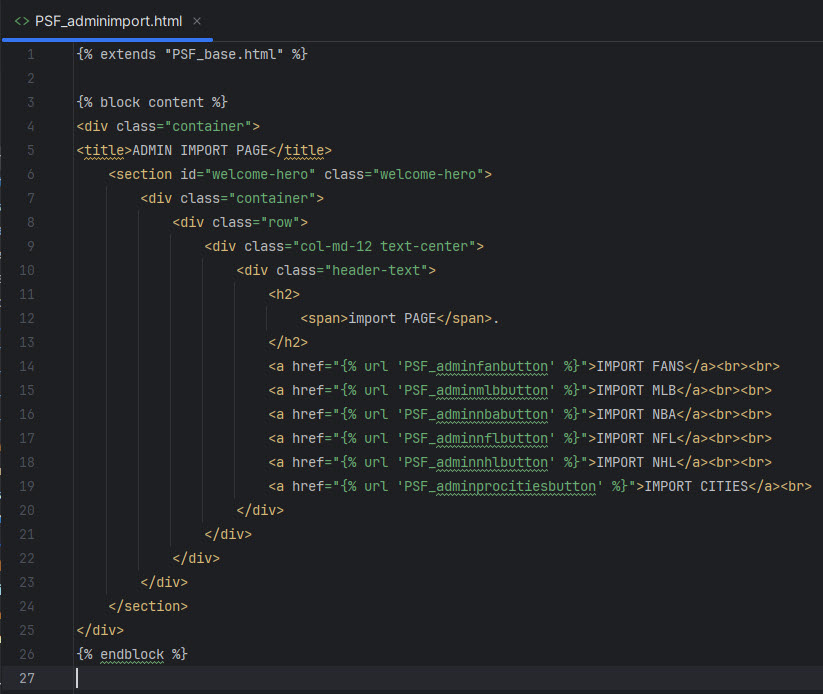 <> PSF_adminimport.html ×
1 {% extends "PSF_base.html" %}
2
3 {% block content %}
4 <div class="container">
5 <title>ADMIN IMPORT PAGE</title>
6 <section id="welcome-hero" class="welcome-hero">
7 <div class="container">
8 <div class="row">
9 <div class="col-md-12 text-center">
10 <div class="header-text">
11 <h2>
12 <span>import PAGE</span>.
13 </h2>
14 <a href="{% url 'PSF_adminfanbutton' %}">IMPORT FANS</a><br><br>
15 <a href="{% url 'PSF_adminmlbbutton' %}">IMPORT MLB</a><br><br>
16 <a href="{% url 'PSF_adminnbabutton' %}">IMPORT NBA</a><br><br>
17 <a href="{% url 'PSF_adminnflbutton' %}">IMPORT NFL</a><br><br>
18 <a href="{% url 'PSF_adminnhlbutton' %}">IMPORT NHL</a><br><br>
19 <a href="{% url 'PSF_adminprocitiesbutton' %}">IMPORT CITIES</a><br>
20 </div>
21 </div>
22 </div>
23 </div>
24 </section>
25 </div>
26 {% endblock %}
27